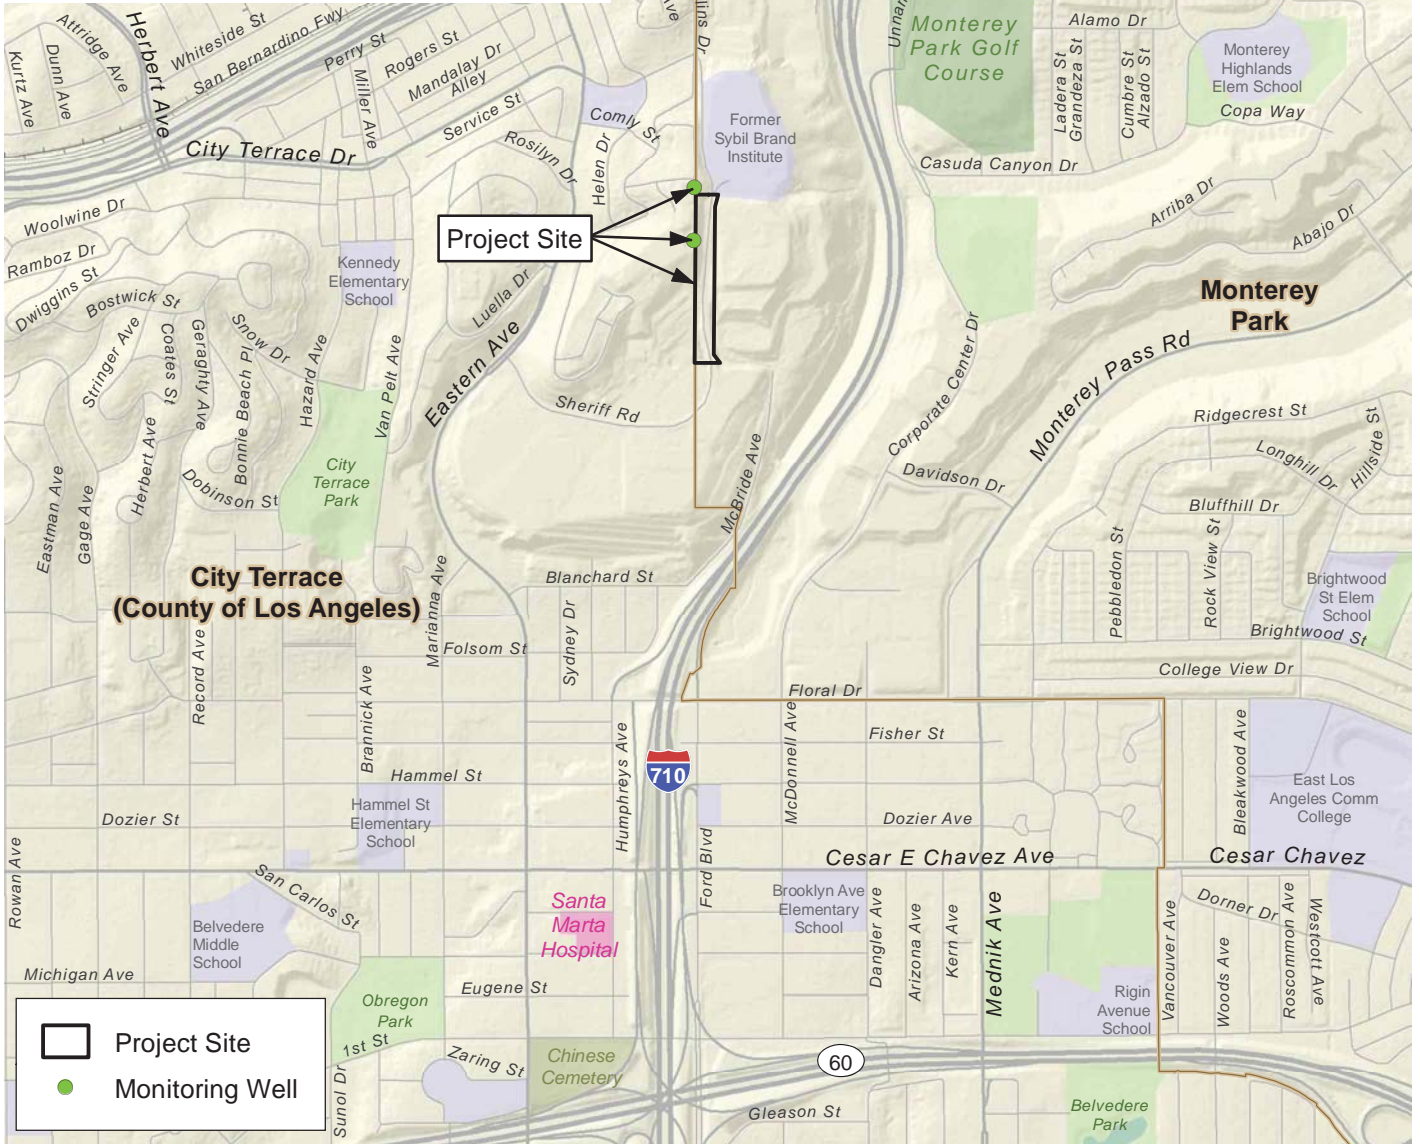 Attridge Ave
Whiteside St
San Bernardino Fwy
Herbert Ave
Kurtz Ave
Dunn Ave
Perry St
Rogers St
Mandalay Dr
Alley
Miller Ave
Service St
City Terrace Dr
Comly St
Rosilyn Dr
Helen Dr
Former
Sybil Brand
Institute
Monterey
Park Golf
Course
Alamo Dr
Ladera St
Grandeza St
Cumbre St
Alzado St
Monterey
Highlands
Elem School
Copa Way
Casuda Canyon Dr
Arriba Dr
Abajo Dr
Woolwine Dr
Ramboz Dr
Dwiggins St
Bostwick St
Kennedy
Elementary
School
Project Site
Luella Dr
Eastern Ave
Stringer Ave
Coates St
Geraghty Ave
Bonnie Beach Pl
Snow Dr
Hazard Ave
Van Pelt Ave
Sheriff Rd
Corporate Center Dr
Monterey
Park
Monterey Pass Rd
Ridgecrest St
Longhill Dr
Hillside St
Davidson Dr
Bluffhill Dr
McBride Ave
City
Terrace
Park
Eastman Ave
Gage Ave
Herbert Ave
Dobinson St
City Terrace
(County of Los Angeles)
Marianna Ave
Blanchard St
Sydney Dr
Folsom St
Pebbledon St
Rock View St
Brightwood
St Elem
School
Brightwood St
College View Dr
Record Ave
Brannick Ave
Floral Dr
Humphreys Ave
710
McDonnell Ave
Fisher St
Bleakwood Ave
East Los
Angeles Comm
College
Hammel St
Hammel St
Elementary
School
Dozier St
Dozier Ave
Ford Blvd
Cesar E Chavez Ave
Cesar Chavez
Rowan Ave
San Carlos St
Belvedere
Middle
School
Santa
Marta
Hospital
Brooklyn Ave
Elementary
School
Dangler Ave
Arizona Ave
Kern Ave
Mednik Ave
Vancouver Ave
Dorner Dr
Woods Ave
Roscommon Ave
Westcott Ave
Michigan Ave
Eugene St
Obregon
Park
1st St
Rigin
Avenue
School
Project Site
Monitoring Well
Sunol Dr
Zaring St
Chinese
Cemetery
60
Gleason St
Belvedere
Park